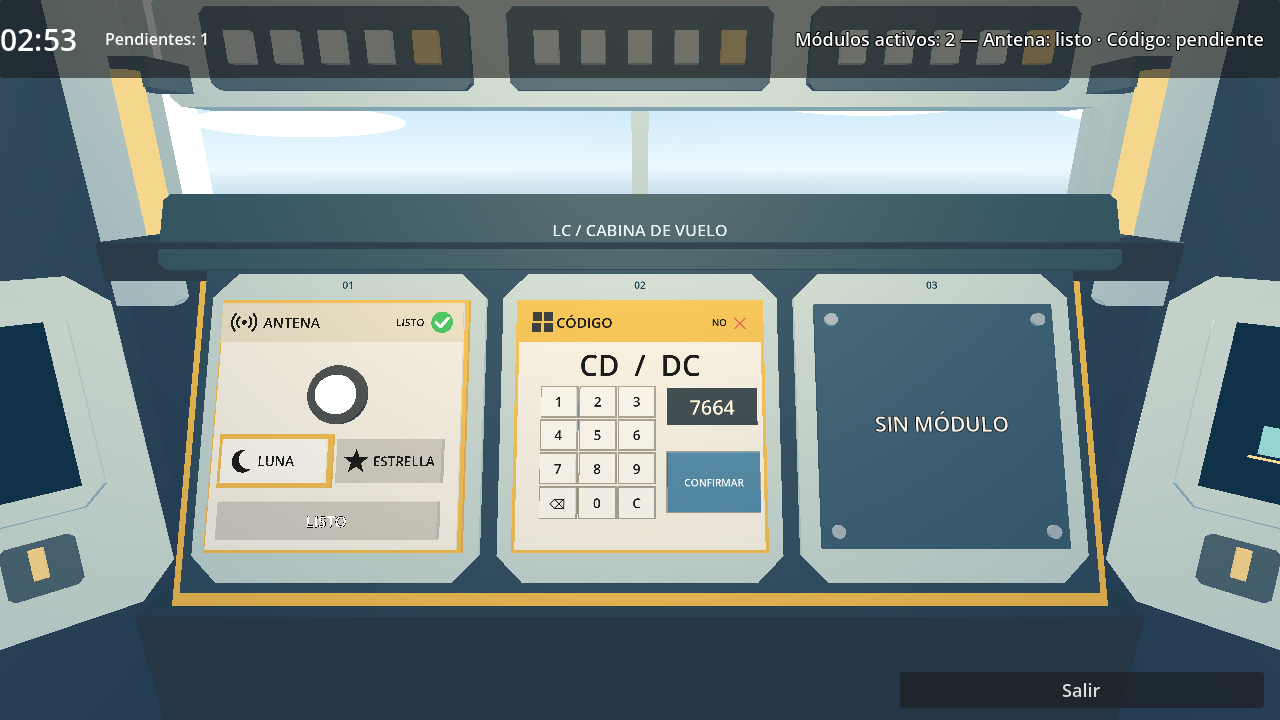 02:53
Pendientes: 1
Módulos activos: 2 — Antena: listo · Código: pendiente
LC / CABINA DE VUELO
01
ANTENA
LISTO
LUNA
ESTRELLA
LISTO
02
CÓDIGO
NO
CD / DC
7664
1 2 3
4 5 6
7 8 9
0 C
CONFIRMAR
03
SIN MÓDULO
Salir